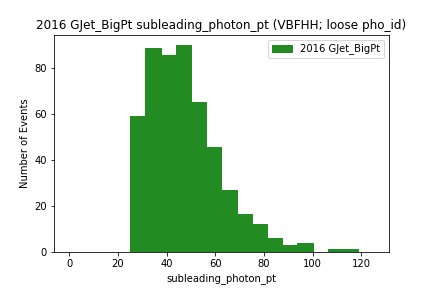 2016 GJet_BigPt subleading_photon_pt (VBFHH; loose pho_id)
2016 GJet_BigPt
Number of Events
80
60
40
20
0
0 20 40 60 80 100 120
subleading_photon_pt